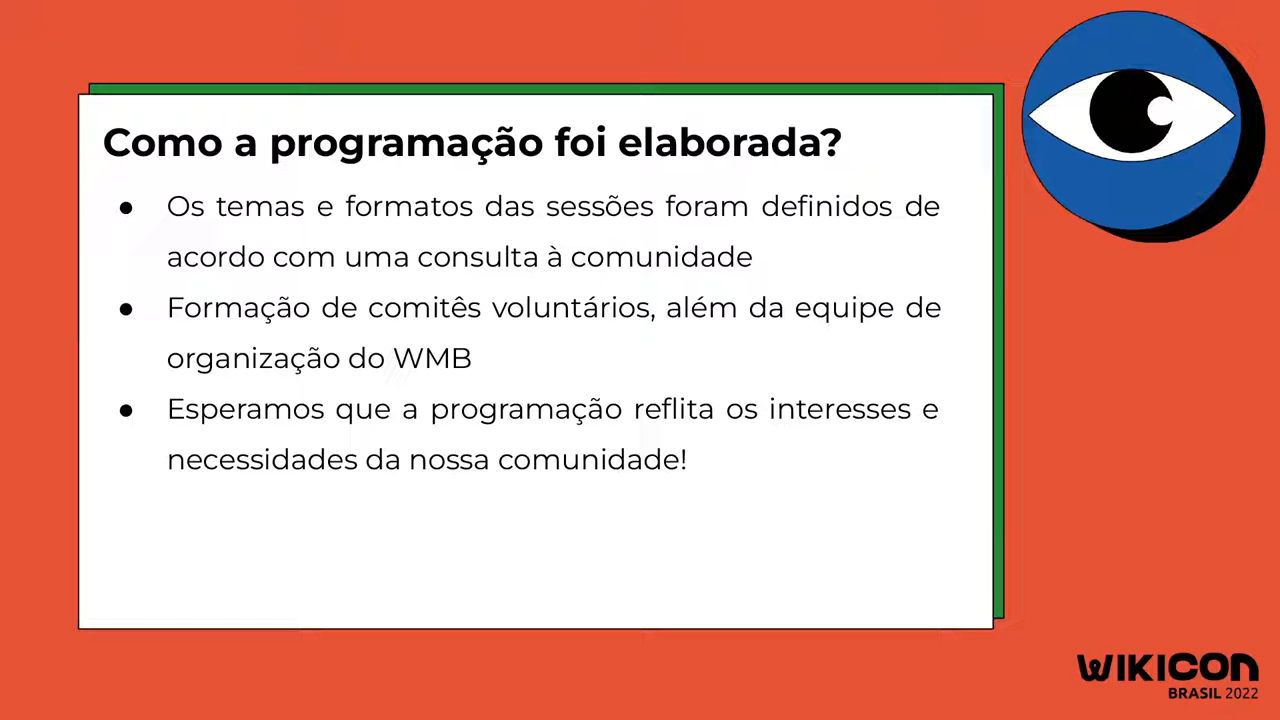 Como a programação foi elaborada?
● Os temas e formatos das sessões foram definidos de
acordo com uma consulta à comunidade
● Formação de comitês voluntários, além da equipe de
organização do WMB
● Esperamos que a programação reflita os interesses e
necessidades da nossa comunidade!
WIKICON
BRASIL 2022